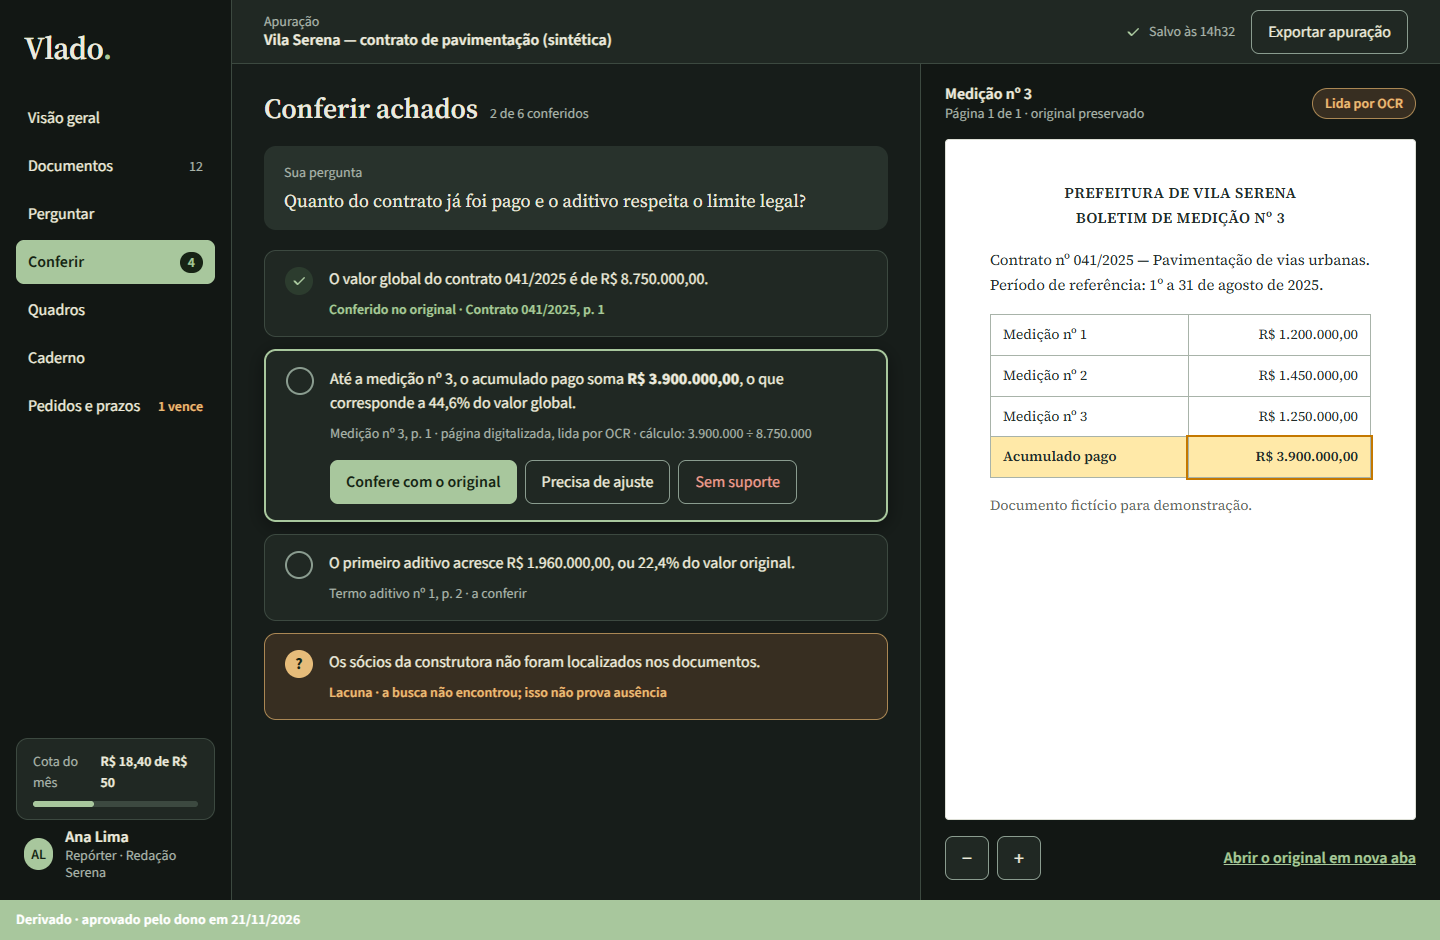 Vlado.
Visão geral
Documentos 12
Perguntar
Conferir 4
Quadros
Caderno
Pedidos e prazos 1 vence
Cota do mês R$ 18,40 de R$ 50
AL
Ana Lima
Repórter · Redação Serena
Apuração
Vila Serena — contrato de pavimentação (sintética)
Salvo às 14h32
Exportar apuração
Conferir achados 2 de 6 conferidos
Sua pergunta
Quanto do contrato já foi pago e o aditivo respeita o limite legal?
O valor global do contrato 041/2025 é de R$ 8.750.000,00.
Conferido no original · Contrato 041/2025, p. 1
Até a medição nº 3, o acumulado pago soma R$ 3.900.000,00, o que
corresponde a 44,6% do valor global.
Medição nº 3, p. 1 · página digitalizada, lida por OCR · cálculo: 3.900.000 ÷ 8.750.000
Confere com o original
Precisa de ajuste
Sem suporte
O primeiro aditivo acresce R$ 1.960.000,00, ou 22,4% do valor original.
Termo aditivo nº 1, p. 2 · a conferir
?
Os sócios da construtora não foram localizados nos documentos.
Lacuna · a busca não encontrou; isso não prova ausência
Medição nº 3
Página 1 de 1 · original preservado
Lida por OCR
PREFEITURA DE VILA SERENA
BOLETIM DE MEDIÇÃO Nº 3
Contrato nº 041/2025 — Pavimentação de vias urbanas.
Período de referência: 1º a 31 de agosto de 2025.
Medição nº 1 R$ 1.200.000,00
Medição nº 2 R$ 1.450.000,00
Medição nº 3 R$ 1.250.000,00
Acumulado pago R$ 3.900.000,00
Documento fictício para demonstração.
− +
Abrir o original em nova aba
Derivado · aprovado pelo dono em 21/11/2026